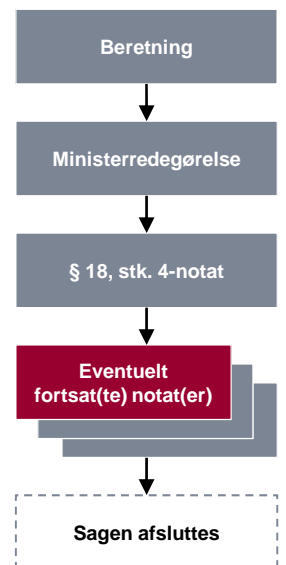 Beretning
Ministerredegørelse
§ 18, stk. 4-notat
Eventuelt
fortsat(te) notat(er)
Sagen afsluttes